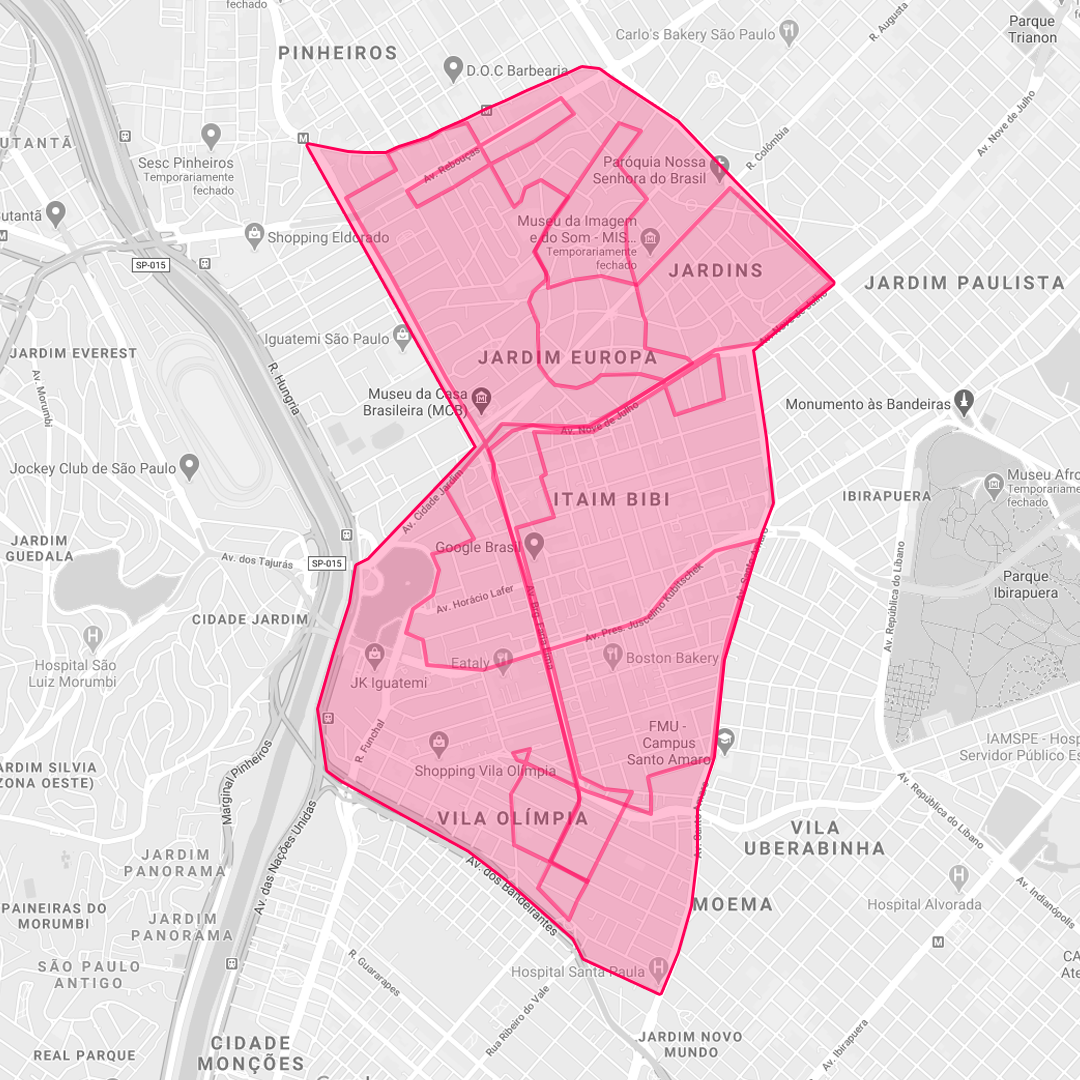 fechado
R. Augusta
Parque
Trianon
Carlo's Bakery São Paulo
PINHEIROS
D.O.C Barbearia
M
M
UTANTÃ
R. Colômbia
Av. Nove de Julho
Sesc Pinheiros
Temporariamente
fechado
Av. Rebouças
Paróquia Nossa
Senhora do Brasil
utantã
M
Shopping Eldorado
SP-015
Museu da Imagem
e do Som - MIS...
Temporariamente
fechado
JARDINS
JARDIM PAULISTA
Av. Nove de Julho
Iguatemi São Paulo
JARDIM EVEREST
JARDIM EUROPA
Av. Morumbi
R. Hungria
Museu da Casa
Brasileira (MCB)
Monumento às Bandeiras
Av. Nove de Julho
Jockey Club de São Paulo
Av. Cidade Jardim
ITAIM BIBI
IBIRAPUERA
Museu Afro
Temporariame
fechado
JARDIM
GUEDALA
Google Brasil
Av. dos Tajurás
SP-015
Parque
Ibirapuera
Av. República do Líbano
Av. Santo Amaro
Av. Pres. Juscelino Kubitschek
Av. Horácio Lafer
Av. Brig. Faria Lima
CIDADE JARDIM
Hospital São
Luiz Morumbi
Eataly
Boston Bakery
JK Iguatemi
R. Funchal
FMU -
Campus
Santo Amaro
IAMSPE - Hosp
Servidor Público Es
ARDIM SILVIA
ZONA OESTE)
Marginal Pinheiros
Shopping Vila Olímpia
Av. República do Líbano
VILA OLÍMPIA
Av. Santo Amaro
VILA
UBERABINHA
Av. das Nações Unidas
JARDIM
PANORAMA
Av. dos Bandeirantes
Hospital Alvorada
Av. Indianópolis
PAINEIRAS DO
MORUMBI
JARDIM
PANORAMA
MOEMA
M
SÃO PAULO
ANTIGO
R. Guararapes
Hospital Santa Paula
CA
Ate
Rua Ribeiro do Vale
Av. Ibirapuera
REAL PARQUE
CIDADE
MONÇÕES
JARDIM NOVO
MUNDO